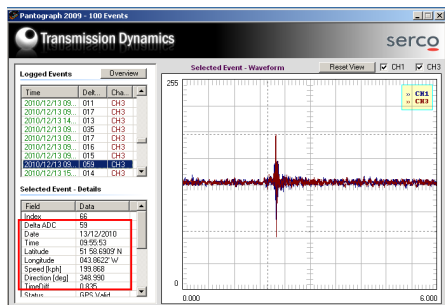 Pantograph 2009 - 100 Events
Transmission Dynamics
serco
Logged Events
Overview
Time Delt... Cha...
2010/12/13 09... 011 CH3
2010/12/13 09... 017 CH3
2010/12/13 14... 013 CH3
2010/12/13 09... 035 CH3
2010/12/13 09... 017 CH3
2010/12/13 09... 016 CH3
2010/12/13 09... 015 CH3
2010/12/13 09... 059 CH3
2010/12/13 15... 014 CH3
Selected Event - Details
Field Data
Index 66
Delta ADC 59
Date 13/12/2010
Time 09:55:53
Latitude 51 58.6909' N
Longitude 043.8622' W
Speed [kph] 199.868
Direction [deg] 348.990
TimeDiff 0.835
Status GPS Valid
Selected Event - Waveform
Reset View
CH1
CH3
255
» CH1
» CH3
0
0.000
6.000